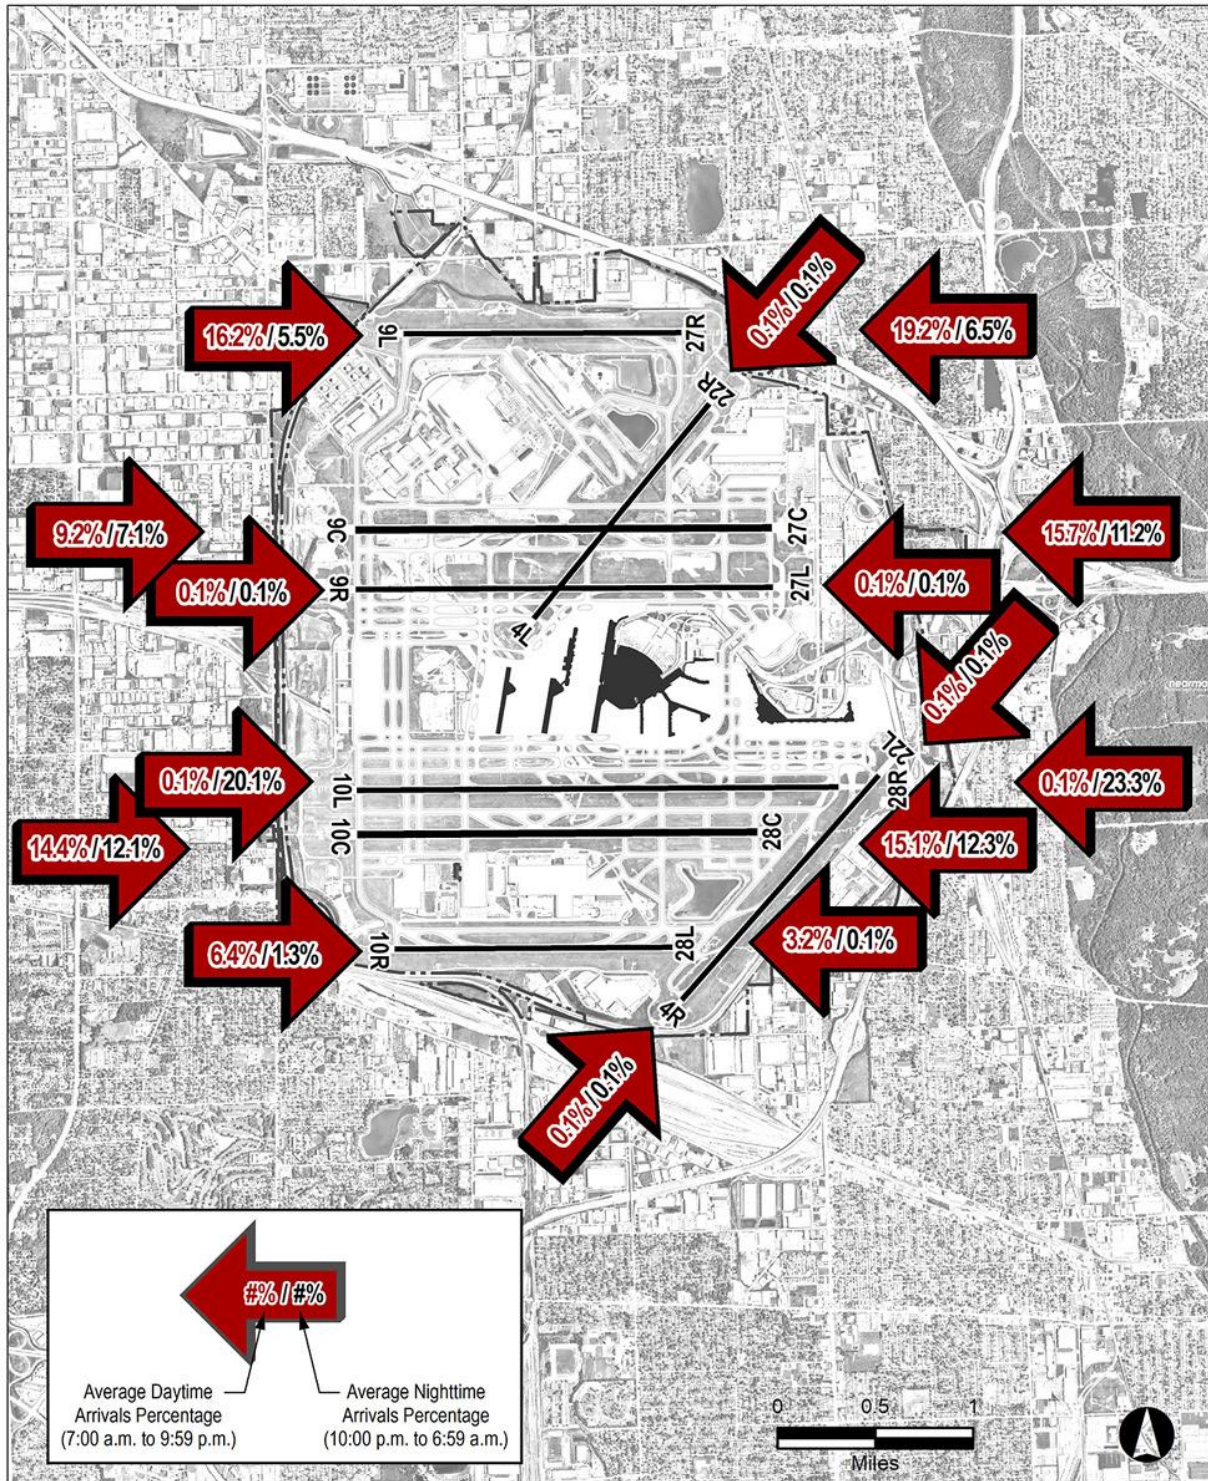 0.1% / 0.1%
16.2% / 5.5%
9L
27R
19.2% / 6.5%
22R
9.2% / 7.1%
9C
27C
15.7% / 11.2%
0.1% / 0.1%
9R
27L
0.1% / 0.1%
4L
0.1% / 0.1%
nearma
22L
0.1% / 20.1%
10L
28R
0.1% / 23.3%
14.4% / 12.1%
10C
28C
15.1% / 12.3%
6.4% / 1.3%
10R
28L
3.2% / 0.1%
4R
0.1% / 0.1%
#% / #%
Average Daytime
Arrivals Percentage
(7:00 a.m. to 9:59 p.m.)
Average Nighttime
Arrivals Percentage
(10:00 p.m. to 6:59 a.m.)
0 0.5 1
Miles